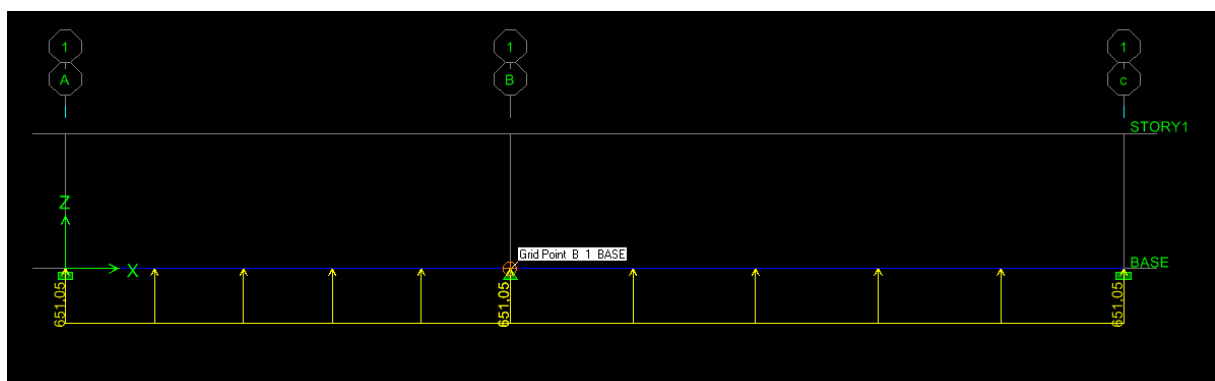 1 1 1
A B c
STORY1
Z
Grid Point B 1 BASE
X BASE
651,05 651,05 651,05